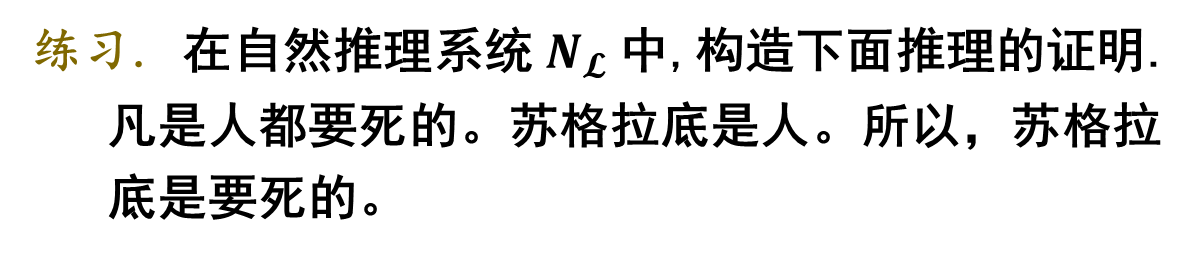 练习. 在自然推理系统 𝑵𝓛 中, 构造下面推理的证明.
凡是人都要死的。苏格拉底是人。所以，苏格拉
底是要死的。